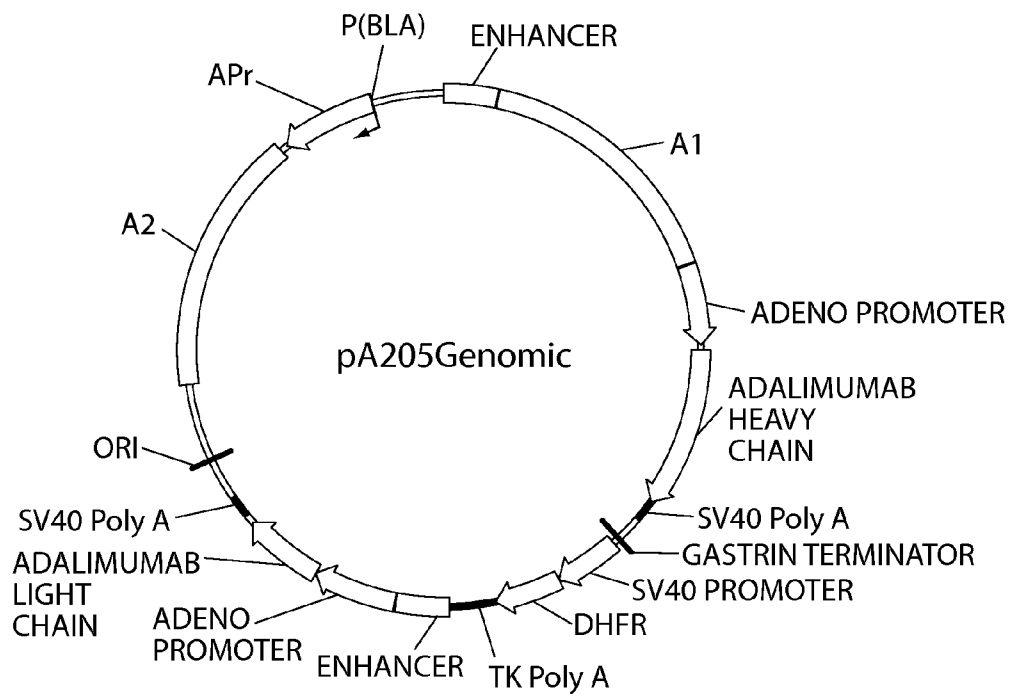 P(BLA)
ENHANCER
APr
A1
A2
ADENO PROMOTER
pA205Genomic
ADALIMUMAB
HEAVY
CHAIN
ORI
SV40 Poly A
SV40 Poly A
GASTRIN TERMINATOR
ADALIMUMAB
LIGHT
CHAIN
SV40 PROMOTER
ADENO
PROMOTER
DHFR
ENHANCER
TK Poly A